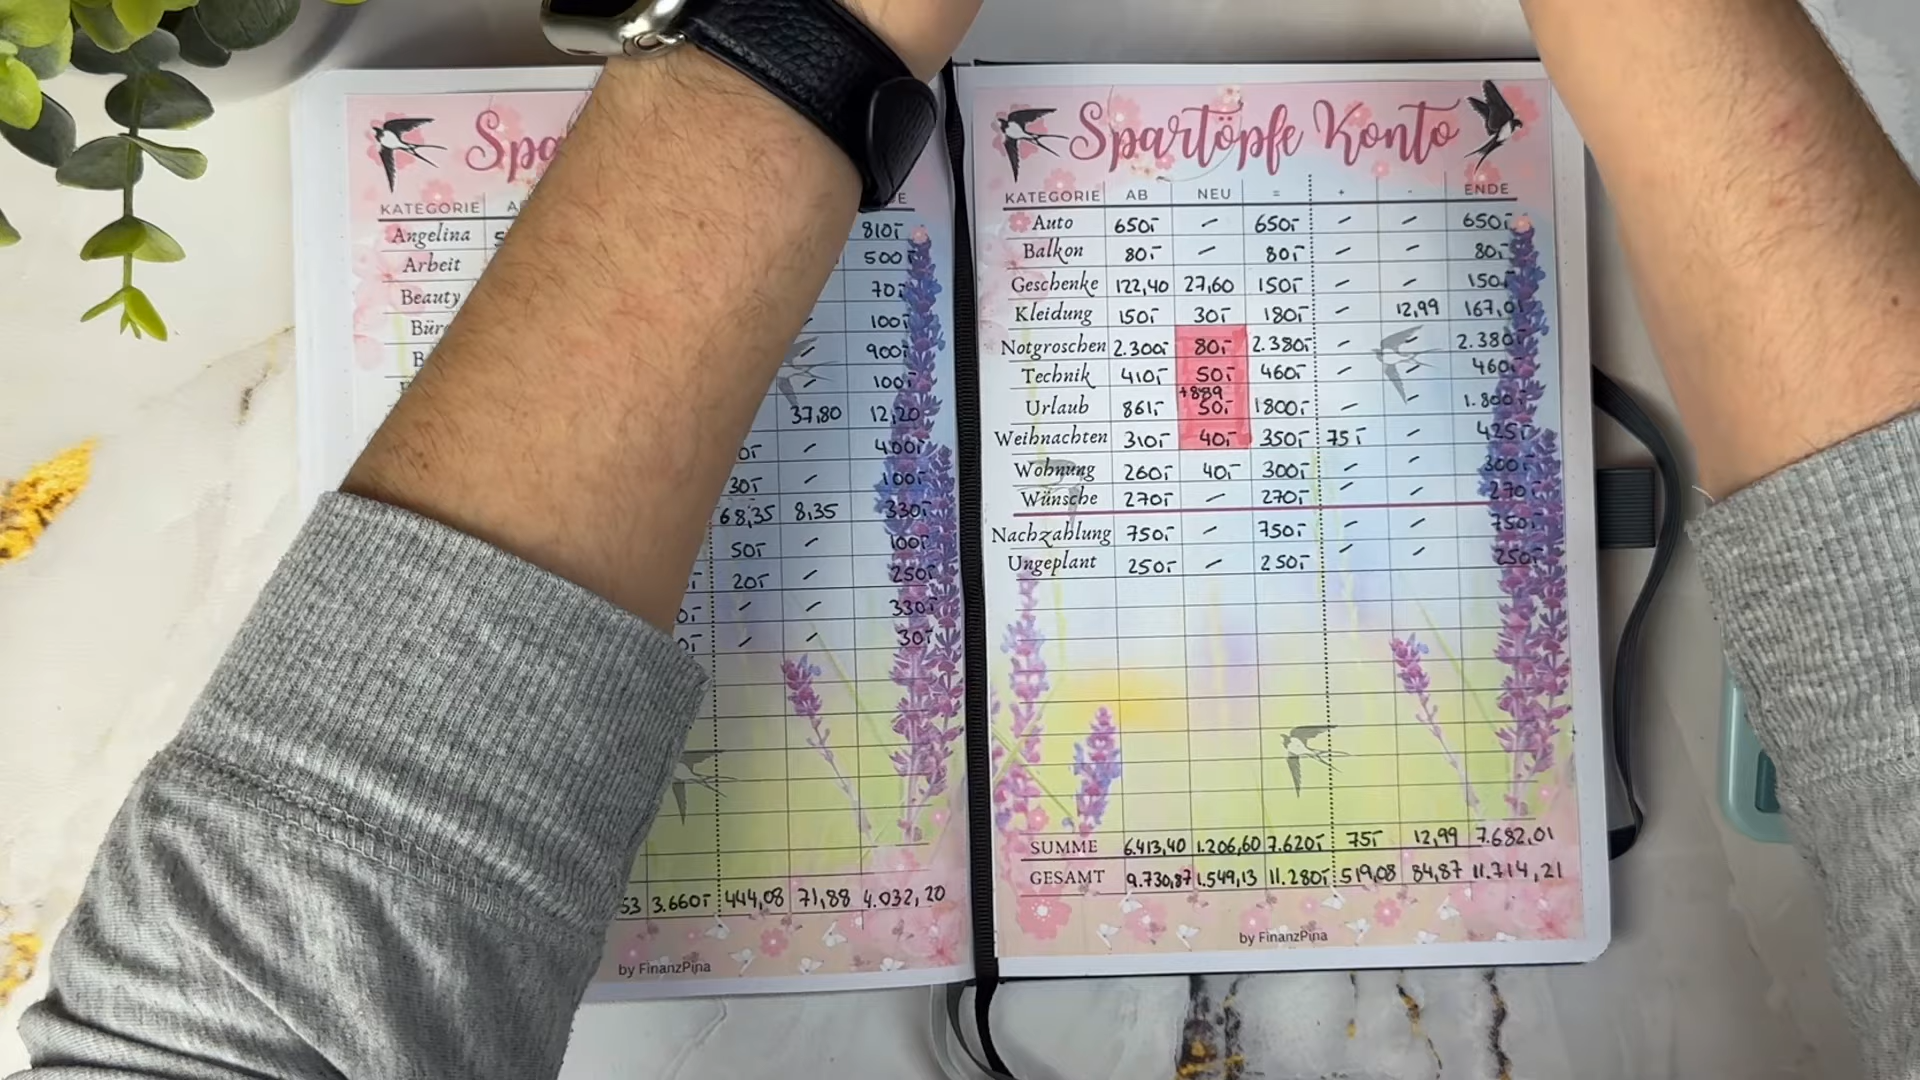 KATEGORIE
ENDE
Angelina 810,-
Arbeit 500,-
Beauty 70,-
100,-
900,-
100,-
37,80 12,20
400,-
30,- 100,-
68,35 8,35 330,-
50,- - 100,-
20,- - 250,-
- - 330,-
- - 30,-
3.660,- 444,08 71,88 4.032,20
by FinanzPina
Spartöpfe Konto
KATEGORIE AB NEU = + - ENDE
Auto 650,- - 650,- - - 650,-
Balkon 80,- - 80,- - - 80,-
Geschenke 122,40 27,60 150,- - - 150,-
Kleidung 150,- 30,- 180,- - 12,99 167,01
Notgroschen 2.300,- 80,- 2.380,- - - 2.380,-
Technik 410,- 50,- 460,- - - 460,-
+889
Urlaub 861,- 50,- 1800,- - - 1.800,-
Weihnachten 310,- 40,- 350,- 75,- - 425,-
Wohnung 260,- 40,- 300,- - - 300,-
Wünsche 270,- - 270,- - - 270,-
Nachzahlung 750,- - 750,- - - 750,-
Ungeplant 250,- - 250,- - - 250,-
SUMME 6.413,40 1.206,60 7.620,- 75,- 12,99 7.682,01
GESAMT 9.730,87 1.549,13 11.280,- 519,08 84,87 11.714,21
by FinanzPina